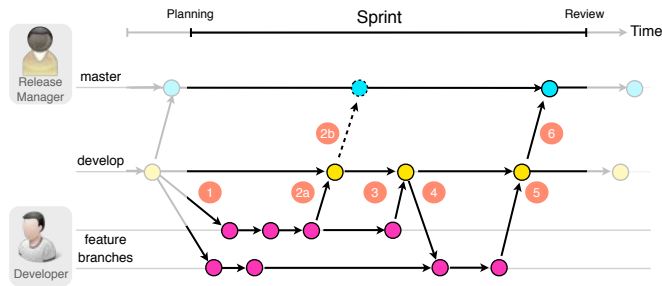 Planning
Sprint
Review
Time
Release
Manager
master
2b
6
develop
1
2a
3
4
5
feature
branches
Developer